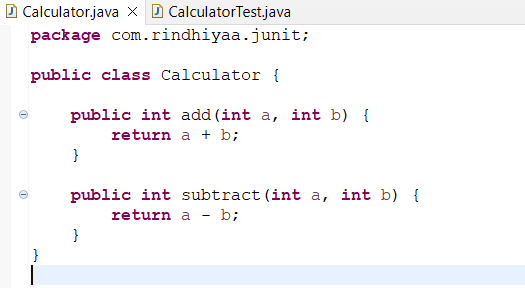 Calculator.java CalculatorTest.java
package com.rindhiyaa.junit;
public class Calculator {
public int add(int a, int b) {
return a + b;
}
public int subtract(int a, int b) {
return a - b;
}
}